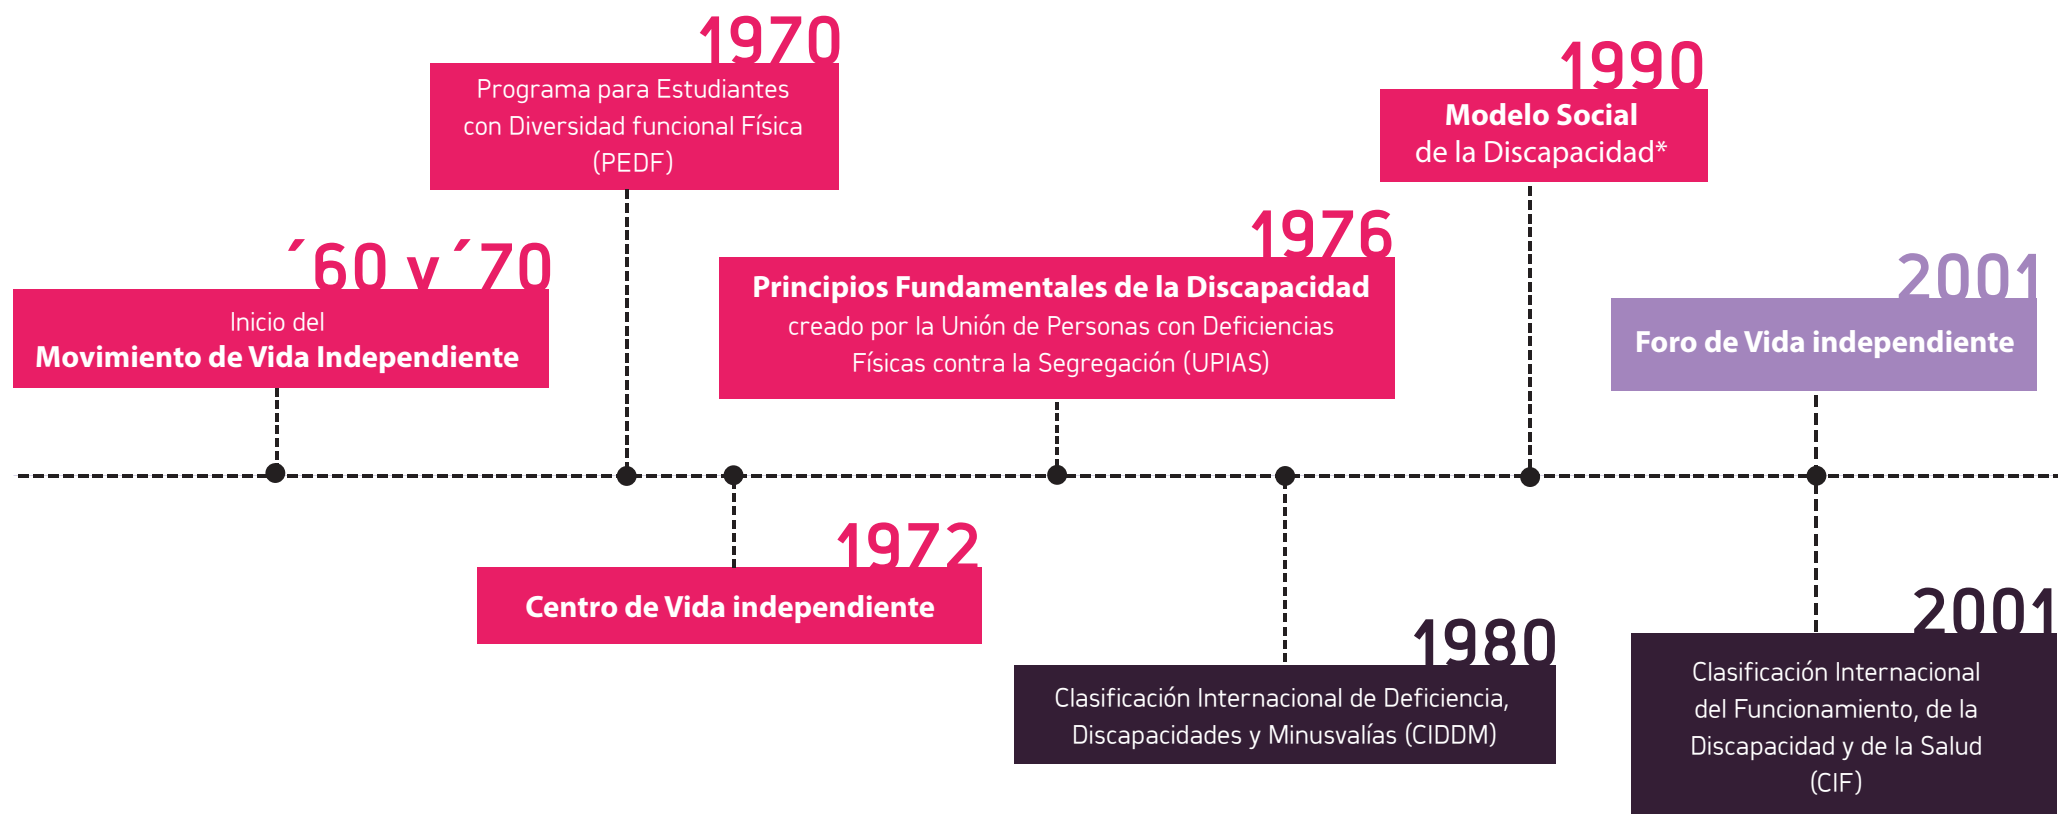 ´60 y ´70
Inicio del
Movimiento de Vida Independiente
1970
Programa para Estudiantes
con Diversidad funcional Física
(PEDF)
1972
Centro de Vida independiente
1976
Principios Fundamentales de la Discapacidad
creado por la Unión de Personas con Deficiencias
Físicas contra la Segregación (UPIAS)
1980
Clasificación Internacional de Deficiencia,
Discapacidades y Minusvalías (CIDDM)
1990
Modelo Social
de la Discapacidad*
2001
Foro de Vida independiente
2001
Clasificación Internacional
del Funcionamiento, de la
Discapacidad y de la Salud
(CIF)